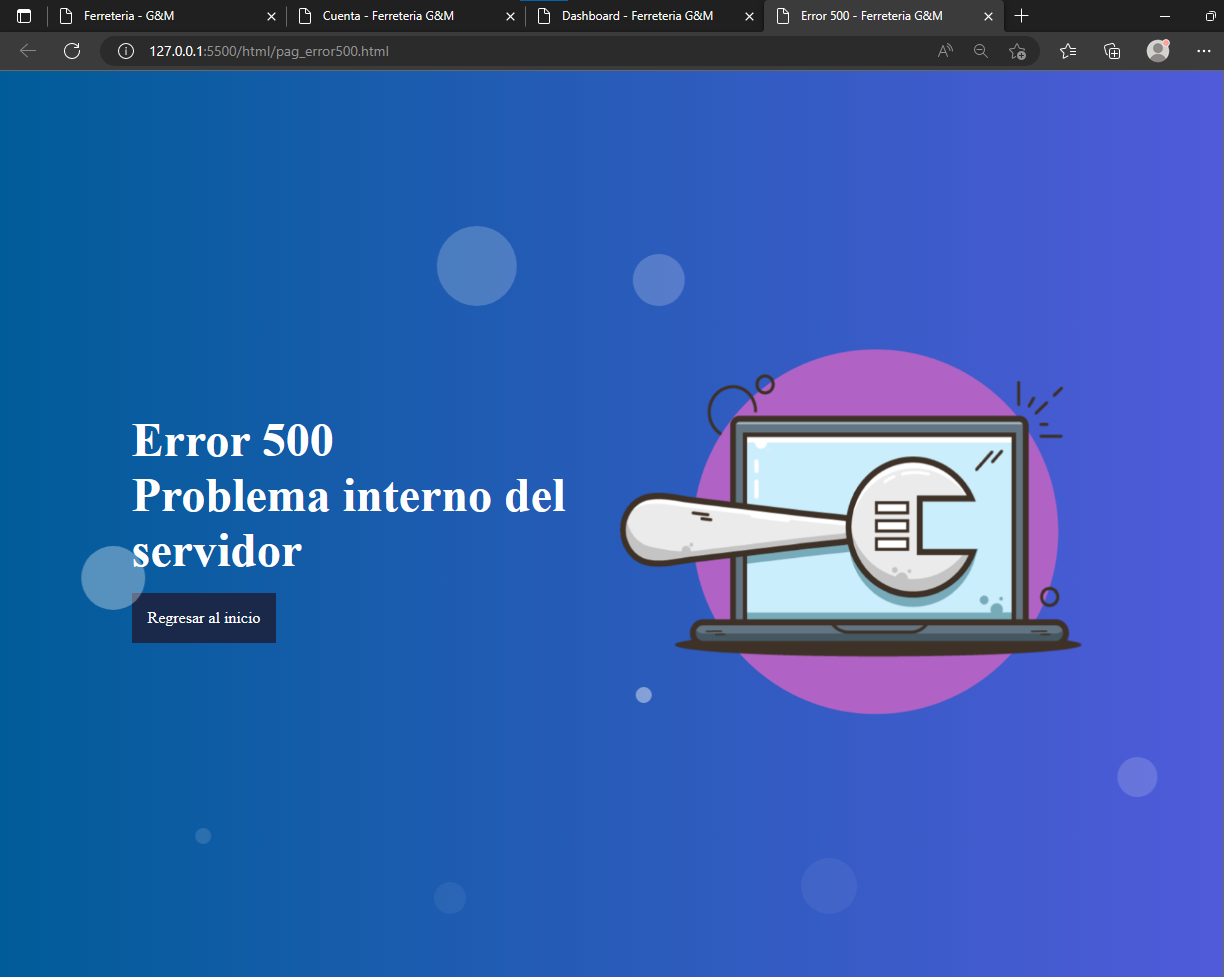 Ferreteria - G&M
Cuenta - Ferreteria G&M
Dashboard - Ferreteria G&M
Error 500 - Ferreteria G&M
127.0.0.1:5500/html/pag_error500.html
Error 500
Problema interno del
servidor
Regresar al inicio